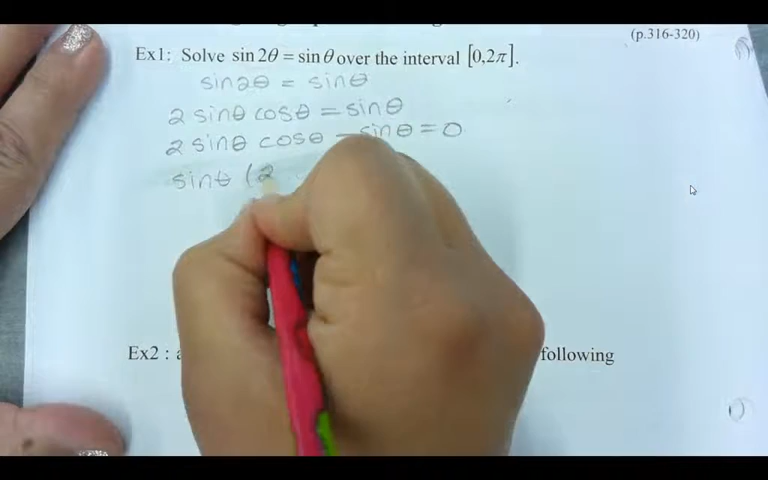 (p.316-320)
Ex1: Solve sin 2θ = sin θ over the interval [0,2π].
sin2θ = sinθ
2 sinθ cosθ = sinθ
2 sinθ cosθ - sinθ = 0
sinθ (2
Ex2 : following